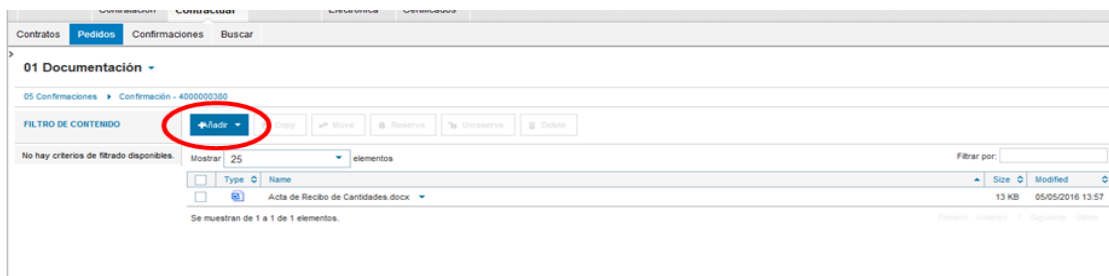 Contratación Contractual Electrónica Certificados
Contratos Pedidos Confirmaciones Buscar
>
01 Documentación
05 Confirmaciones Confirmación - 4000000380
FILTRO DE CONTENIDO Añadir Copy Move Reserve Unreserve Delete
No hay criterios de filtrado disponibles. Mostrar 25 elementos Filtrar por:
Type Name Size Modified
Acta de Recibo de Cantidades.docx 13 KB 05/05/2016 13:57
Se muestran de 1 a 1 de 1 elementos. Primero Anterior 1 Siguiente Último